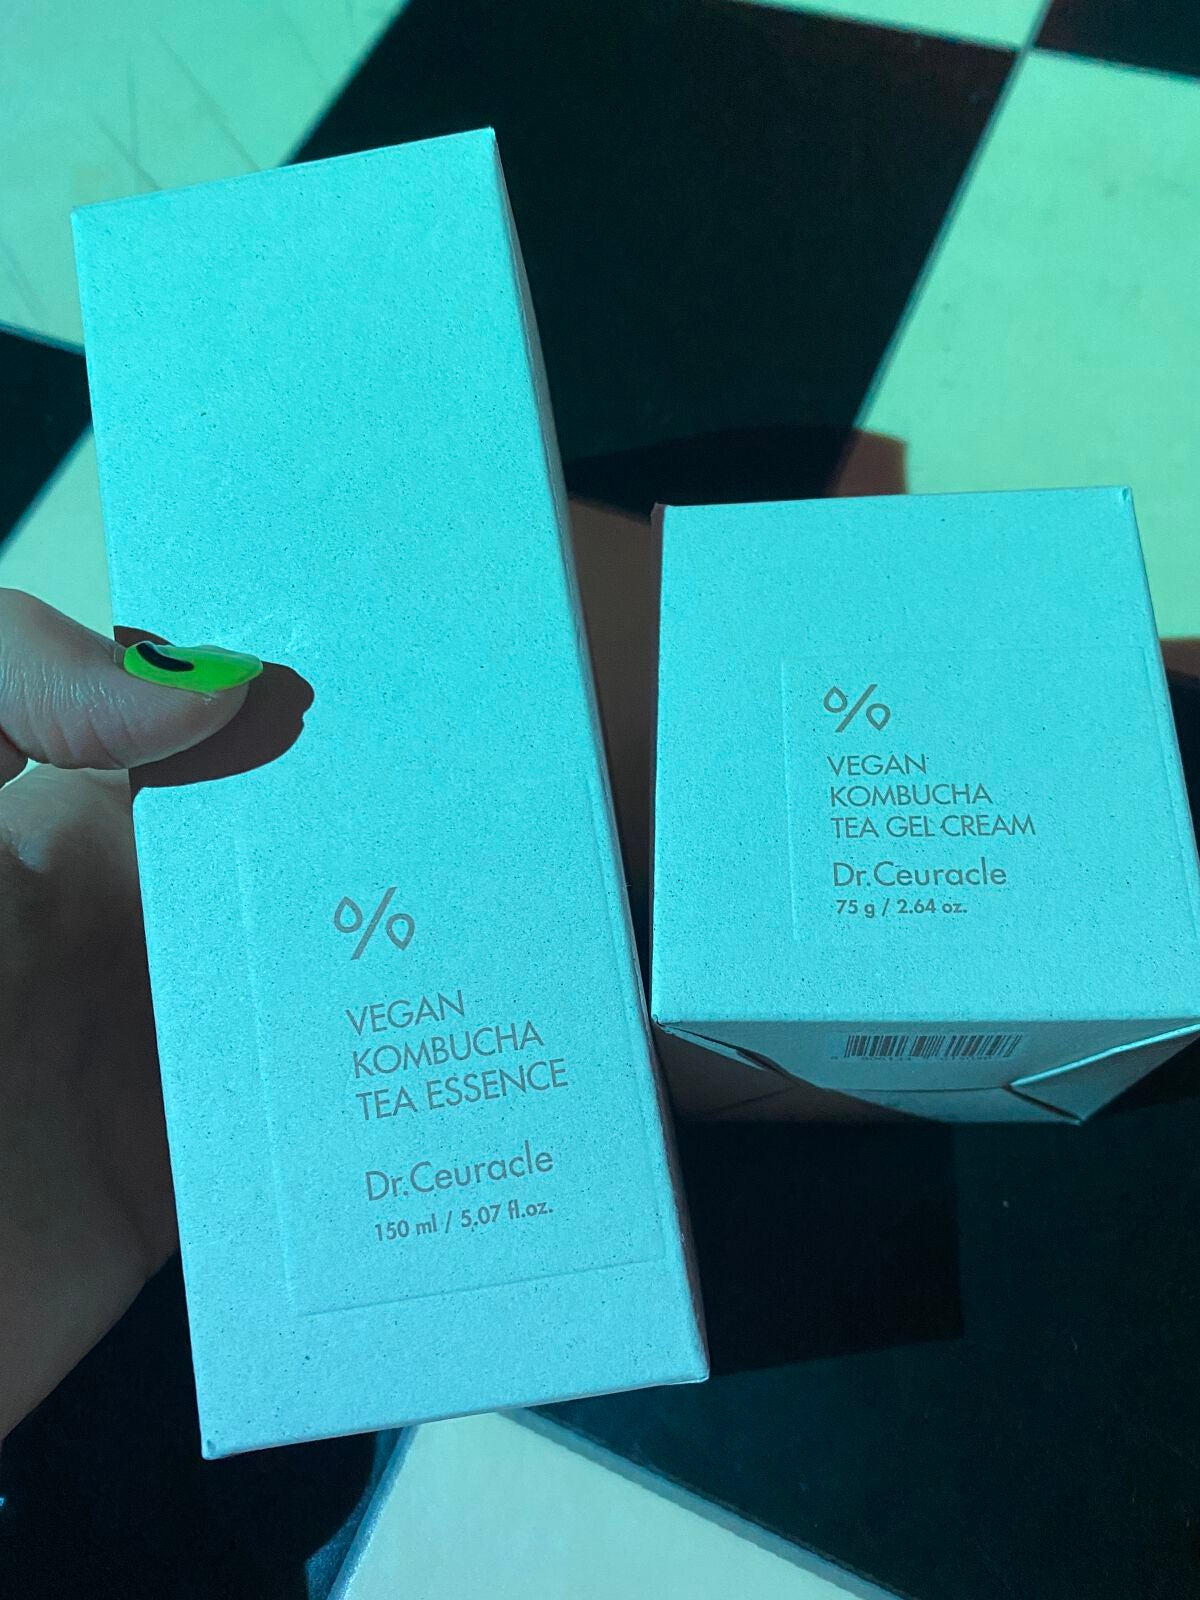 %
VEGAN
KOMBUCHA
TEA ESSENCE
Dr.Ceuracle
150 ml / 5.07 fl.oz.
%
VEGAN
KOMBUCHA
TEA GEL CREAM
Dr.Ceuracle
75 g / 2.64 oz.